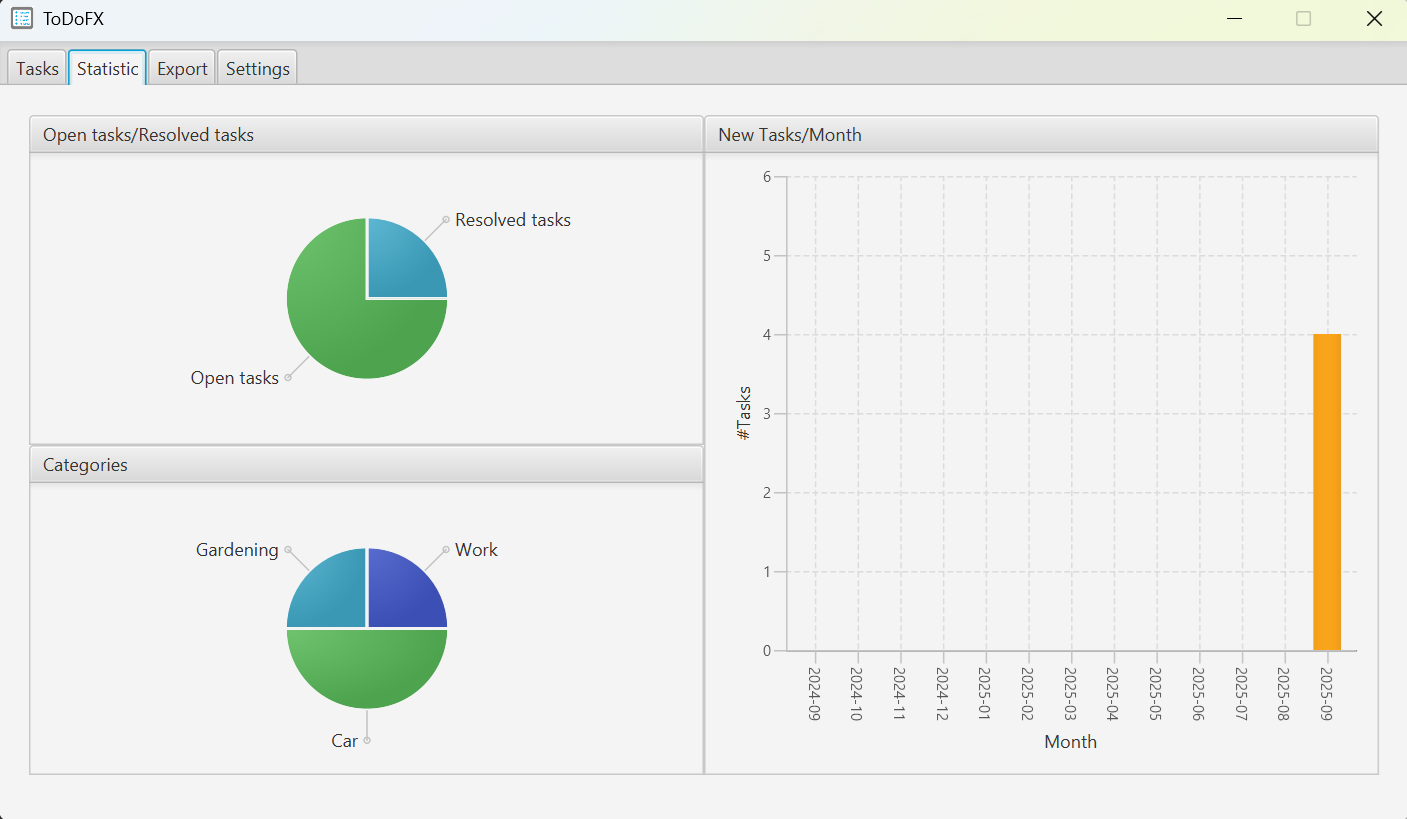 ToDoFX
Tasks
Statistic
Export
Settings
Open tasks/Resolved tasks
Resolved tasks
Open tasks
Categories
Gardening
Work
Car
New Tasks/Month
6
5
4
3
2
1
0
#Tasks
2024-09
2024-10
2024-11
2024-12
2025-01
2025-02
2025-03
2025-04
2025-05
2025-06
2025-07
2025-08
2025-09
Month